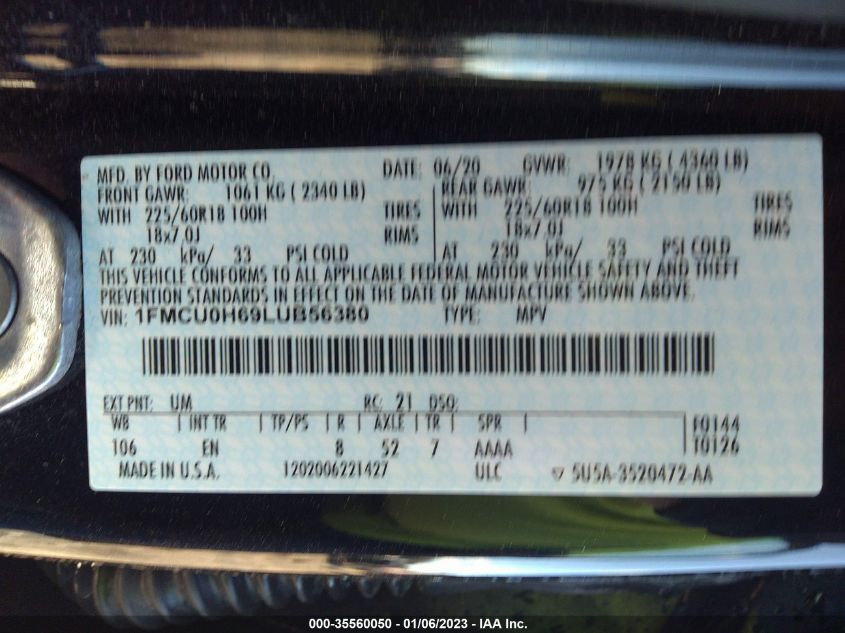 MFD. BY FORD MOTOR CO. DATE: 06/20 GVWR: 1978 KG ( 4360 LB)
FRONT GAWR: 1061 KG ( 2340 LB) REAR GAWR: 975 KG ( 2150 LB)
WITH 225/60R18 100H TIRES WITH 225/60R18 100H TIRES
18x7.0J RIMS 18x7.0J RIMS
AT 230 kPa/ 33 PSI COLD AT 230 kPa/ 33 PSI COLD
THIS VEHICLE CONFORMS TO ALL APPLICABLE FEDERAL MOTOR VEHICLE SAFETY AND THEFT
PREVENTION STANDARDS IN EFFECT ON THE DATE OF MANUFACTURE SHOWN ABOVE.
VIN: 1FMCU0H69LUB56380 TYPE: MPV
EXT PNT: UM RC: 21 DSO:
WB INT TR TP/PS R AXLE TR SPR F0144
106 EN 8 52 7 AAAA T0126
MADE IN U.S.A. 1202006221427 ULC ▽ 5U5A-3520472-AA
000-35560050 - 01/06/2023 - IAA Inc.